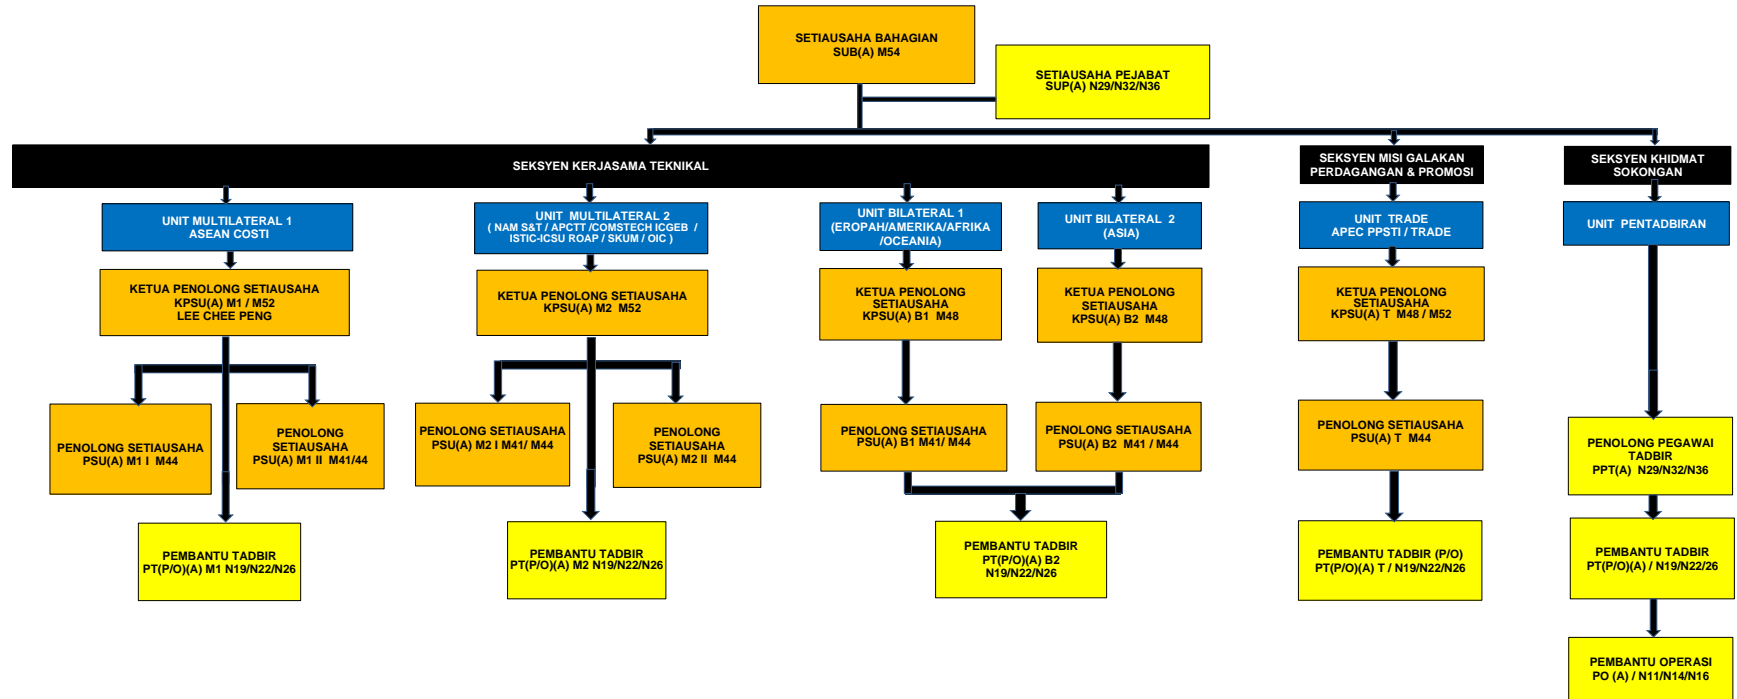 SETIAUSAHA BAHAGIAN
SUB(A) M54
SETIAUSAHA PEJABAT
SUP(A) N29/N32/N36
SEKSYEN KERJASAMA TEKNIKAL
SEKSYEN MISI GALAKAN
PERDAGANGAN & PROMOSI
SEKSYEN KHIDMAT
SOKONGAN
UNIT MULTILATERAL 1
ASEAN COSTI
UNIT MULTILATERAL 2
( NAM S&T / APCTT /COMSTECH ICGEB /
ISTIC-ICSU ROAP / SKUM / OIC )
UNIT BILATERAL 1
(EROPAH/AMERIKA/AFRIKA
/OCEANIA)
UNIT BILATERAL 2
(ASIA)
UNIT TRADE
APEC PPSTI / TRADE
UNIT PENTADBIRAN
KETUA PENOLONG SETIAUSAHA
KPSU(A) M1 / M52
LEE CHEE PENG
KETUA PENOLONG SETIAUSAHA
KPSU(A) M2 M52
KETUA PENOLONG
SETIAUSAHA
KPSU(A) B1 M48
KETUA PENOLONG
SETIAUSAHA
KPSU(A) B2 M48
KETUA PENOLONG
SETIAUSAHA
KPSU(A) T M48 / M52
PENOLONG SETIAUSAHA
PSU(A) M1 I M44
PENOLONG
SETIAUSAHA
PSU(A) M1 II M41/44
PENOLONG SETIAUSAHA
PSU(A) M2 I M41/ M44
PENOLONG
SETIAUSAHA
PSU(A) M2 II M44
PENOLONG SETIAUSAHA
PSU(A) B1 M41/ M44
PENOLONG SETIAUSAHA
PSU(A) B2 M41 / M44
PENOLONG SETIAUSAHA
PSU(A) T M44
PENOLONG PEGAWAI
TADBIR
PPT(A) N29/N32/N36
PEMBANTU TADBIR
PT(P/O)(A) M1 N19/N22/N26
PEMBANTU TADBIR
PT(P/O)(A) M2 N19/N22/N26
PEMBANTU TADBIR
PT(P/O)(A) B2
N19/N22/N26
PEMBANTU TADBIR (P/O)
PT(P/O)(A) T / N19/N22/N26
PEMBANTU TADBIR
PT(P/O)(A) / N19/N22/26
PEMBANTU OPERASI
PO (A) / N11/N14/N16